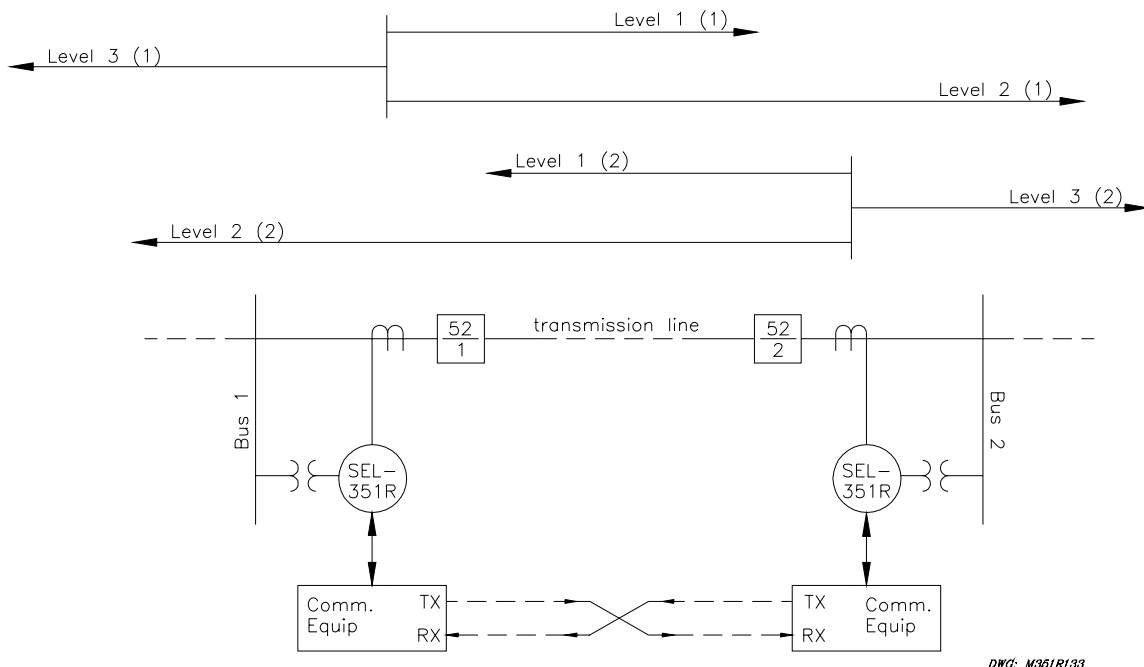 Level 1 (1)
Level 3 (1)
Level 2 (1)
Level 1 (2)
Level 3 (2)
Level 2 (2)
52
1
transmission line
52
2
Bus 1
Bus 2
SEL-
351R
SEL-
351R
Comm.
Equip
TX
RX
TX
RX
Comm.
Equip
DWG: M351R133